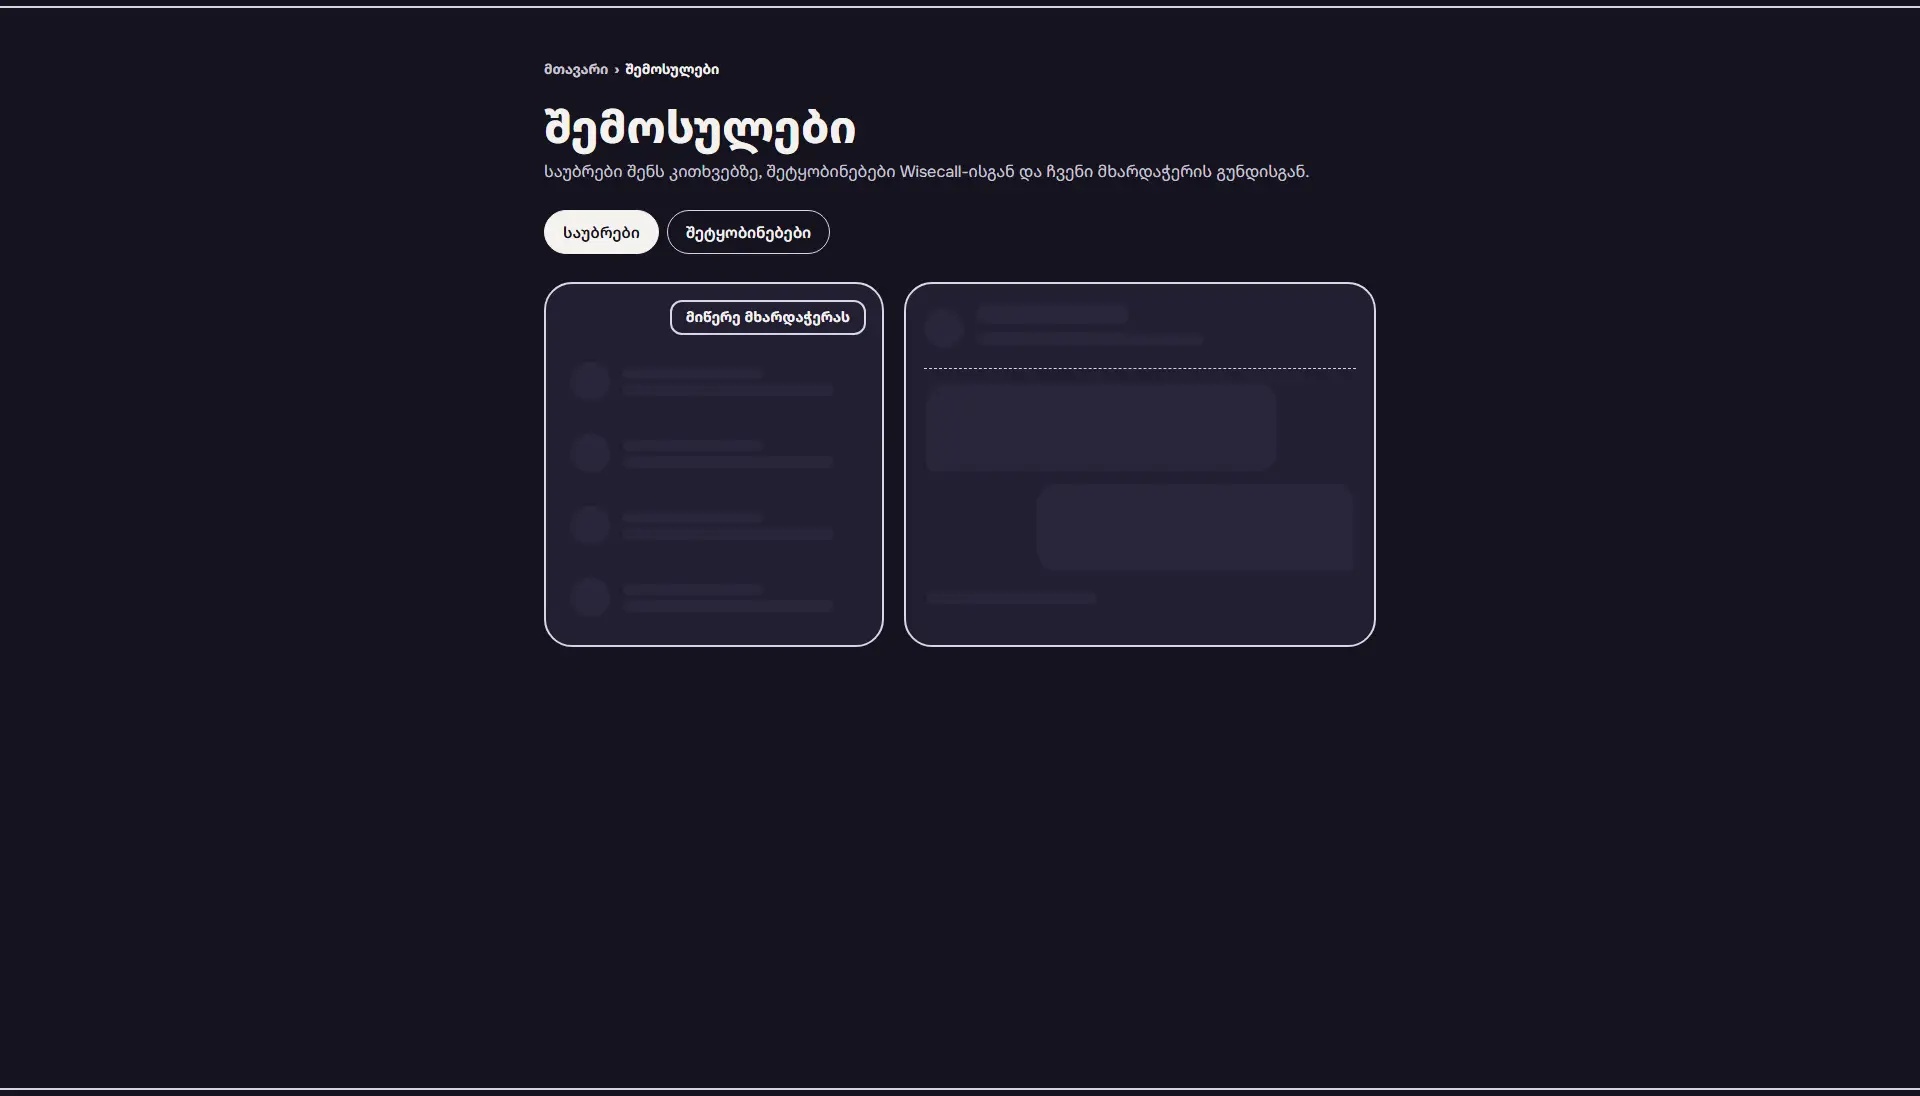 მთავარი › შემოსულები
შემოსულები
საუბრები შენს კითხვებზე, შეტყობინებები Wisecall-ისგან და ჩვენი მხარდაჭერის გუნდისგან.
საუბრები
შეტყობინებები
მიწერე მხარდაჭერას